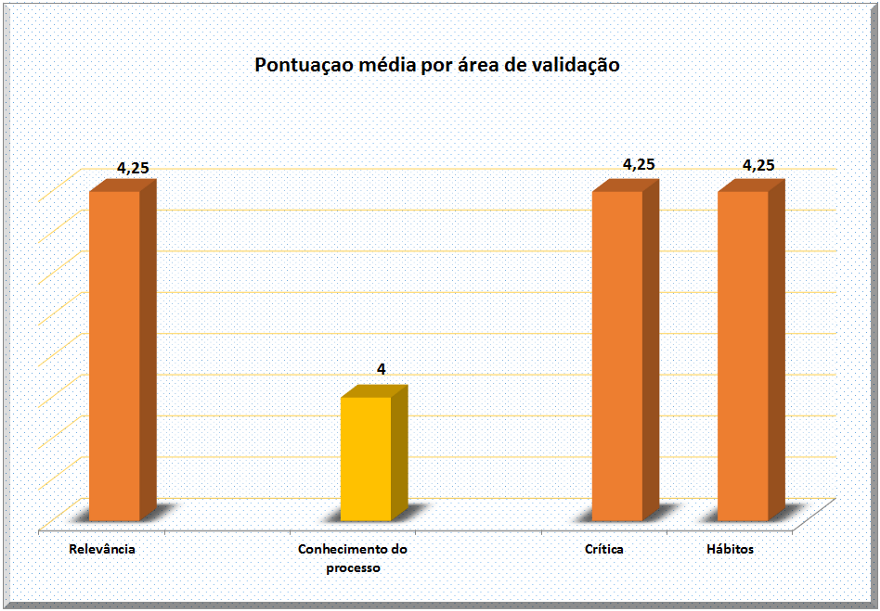 Pontuaçao média por área de validação
4,25
4
4,25
4,25
Relevância
Conhecimento do
processo
Crítica
Hábitos